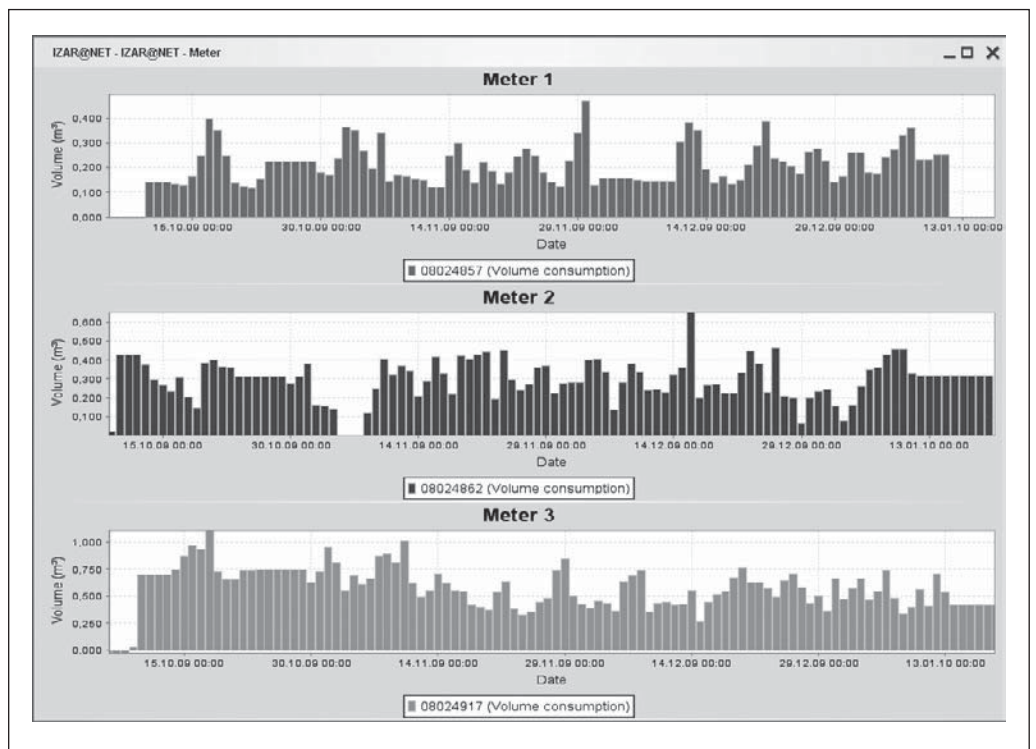 IZAR@NET - IZAR@NET - Meter
Meter 1
Volume (m³)
0,400
0,300
0,200
0,100
0,000
15.10.09 00:00 30.10.09 00:00 14.11.09 00:00 29.11.09 00:00 14.12.09 00:00 29.12.09 00:00 13.01.10 00:00
Date
08024857 (Volume consumption)
Meter 2
Volume (m³)
0,600
0,500
0,400
0,300
0,200
0,100
15.10.09 00:00 30.10.09 00:00 14.11.09 00:00 29.11.09 00:00 14.12.09 00:00 29.12.09 00:00 13.01.10 00:00
Date
08024862 (Volume consumption)
Meter 3
Volume (m³)
1,000
0,750
0,500
0,250
0,000
15.10.09 00:00 30.10.09 00:00 14.11.09 00:00 29.11.09 00:00 14.12.09 00:00 29.12.09 00:00 13.01.10 00:00
Date
08024917 (Volume consumption)